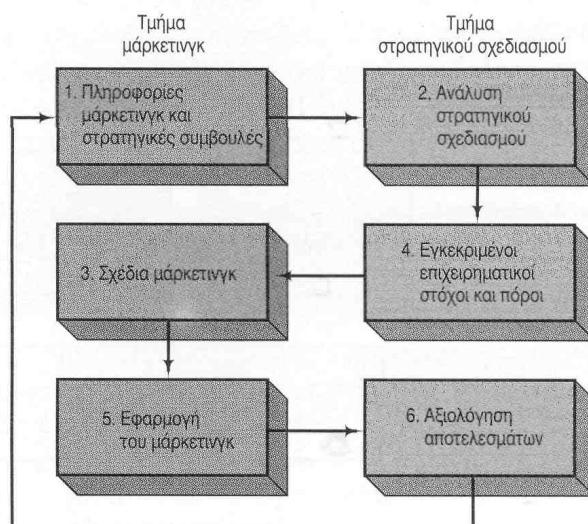 Τμήμα
μάρκετινγκ
Τμήμα
στρατηγικού σχεδιασμού
1. Πληροφορίες
μάρκετινγκ και
στρατηγικές συμβουλές
2. Ανάλυση
στρατηγικού
σχεδιασμού
3. Σχέδια μάρκετινγκ
4. Εγκεκριμένοι
επιχειρηματικοί
στόχοι και πόροι
5. Εφαρμογή
του μάρκετινγκ
6. Αξιολόγηση
αποτελεσμάτων